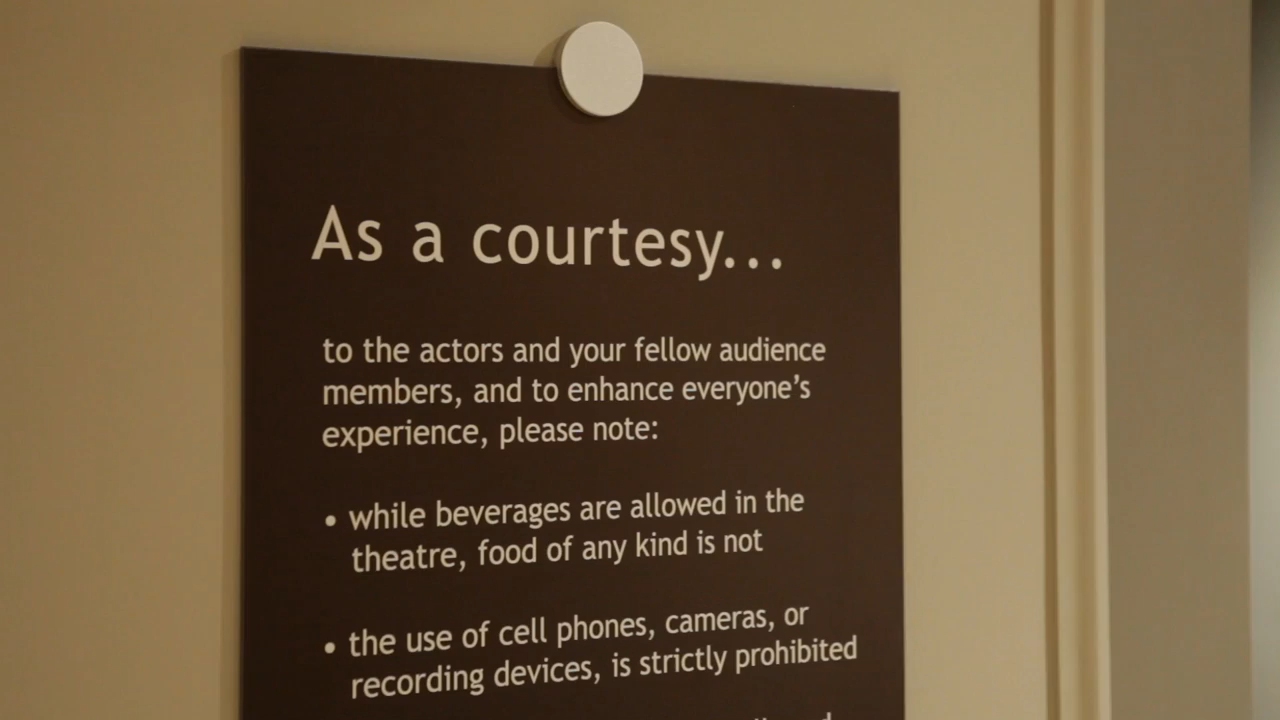 As a courtesy...
to the actors and your fellow audience
members, and to enhance everyone's
experience, please note:
• while beverages are allowed in the
theatre, food of any kind is not
• the use of cell phones, cameras, or
recording devices, is strictly prohibited